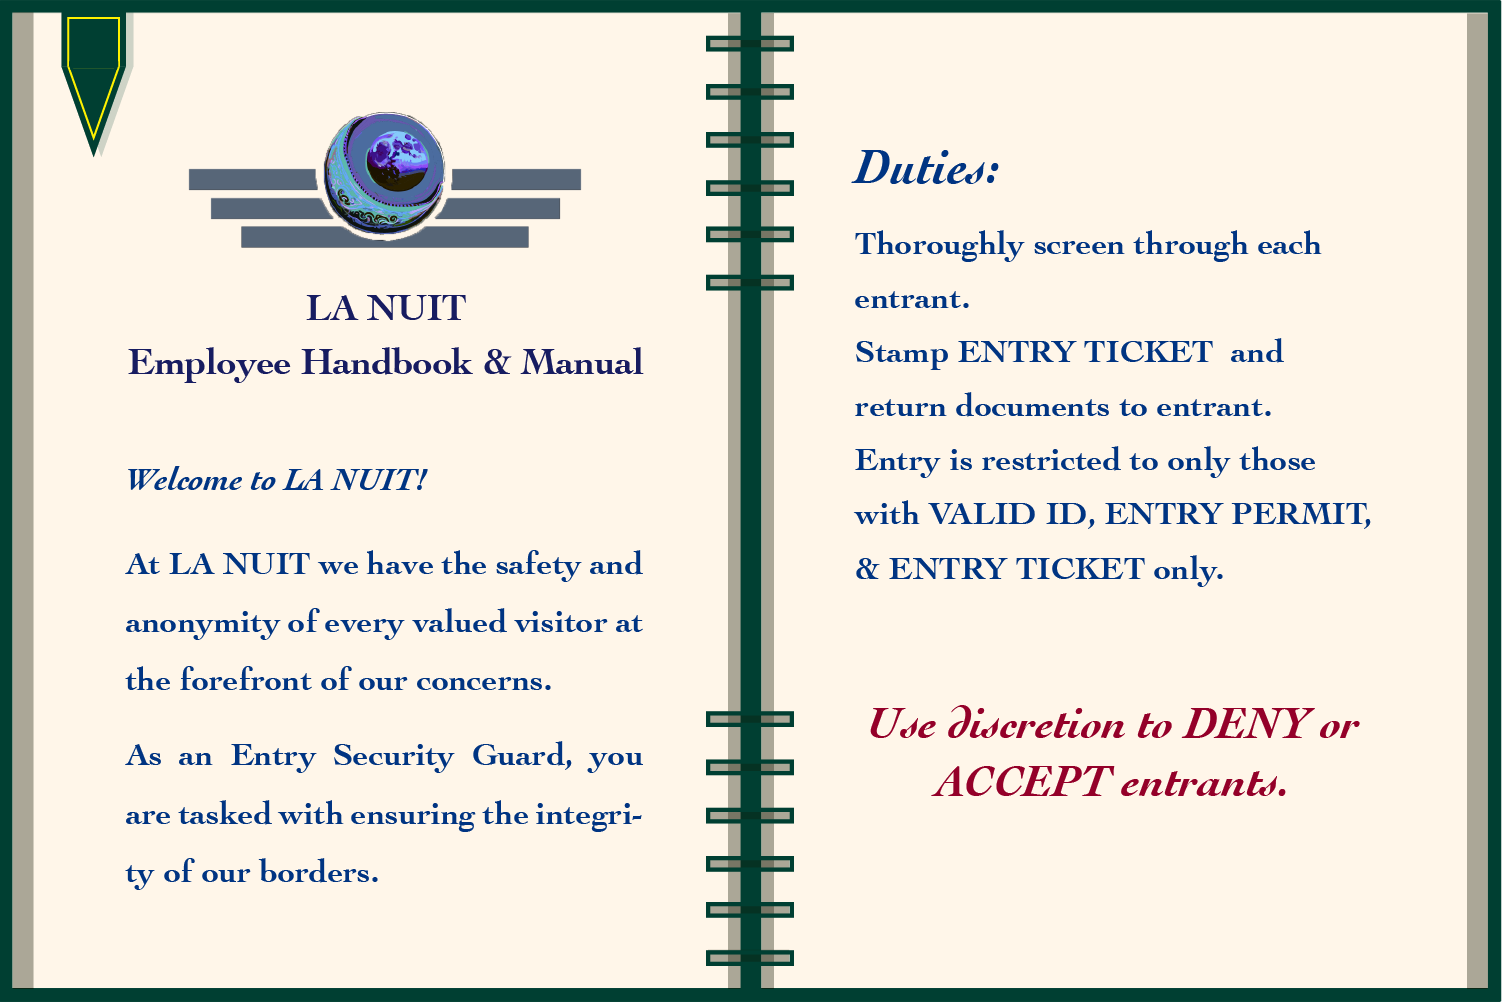 LA NUIT
Employee Handbook & Manual
Welcome to LA NUIT!
At LA NUIT we have the safety and
anonymity of every valued visitor at
the forefront of our concerns.
As an Entry Security Guard, you
are tasked with ensuring the integri-
ty of our borders.
Duties:
Thoroughly screen through each
entrant.
Stamp ENTRY TICKET and
return documents to entrant.
Entry is restricted to only those
with VALID ID, ENTRY PERMIT,
& ENTRY TICKET only.
Use discretion to DENY or
ACCEPT entrants.